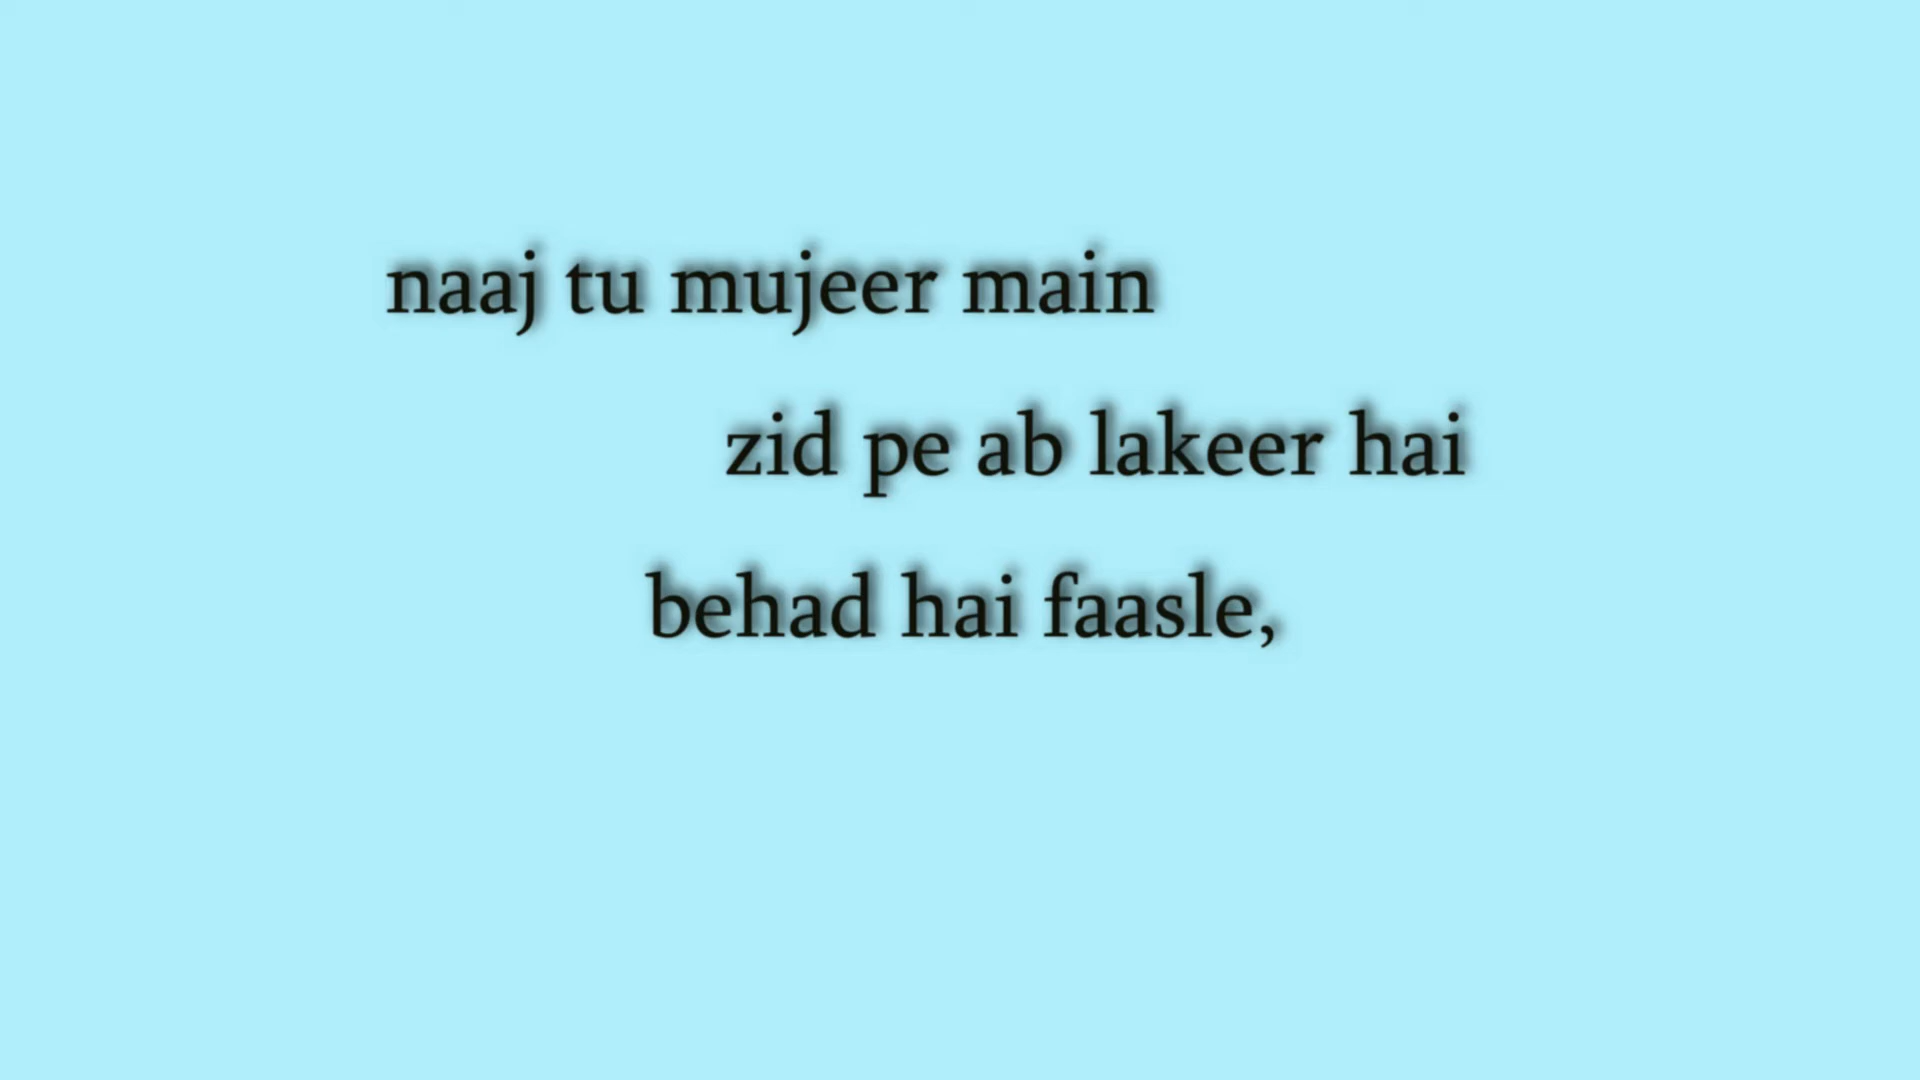 naaj tu mujeer main
zid pe ab lakeer hai
behad hai faasle,